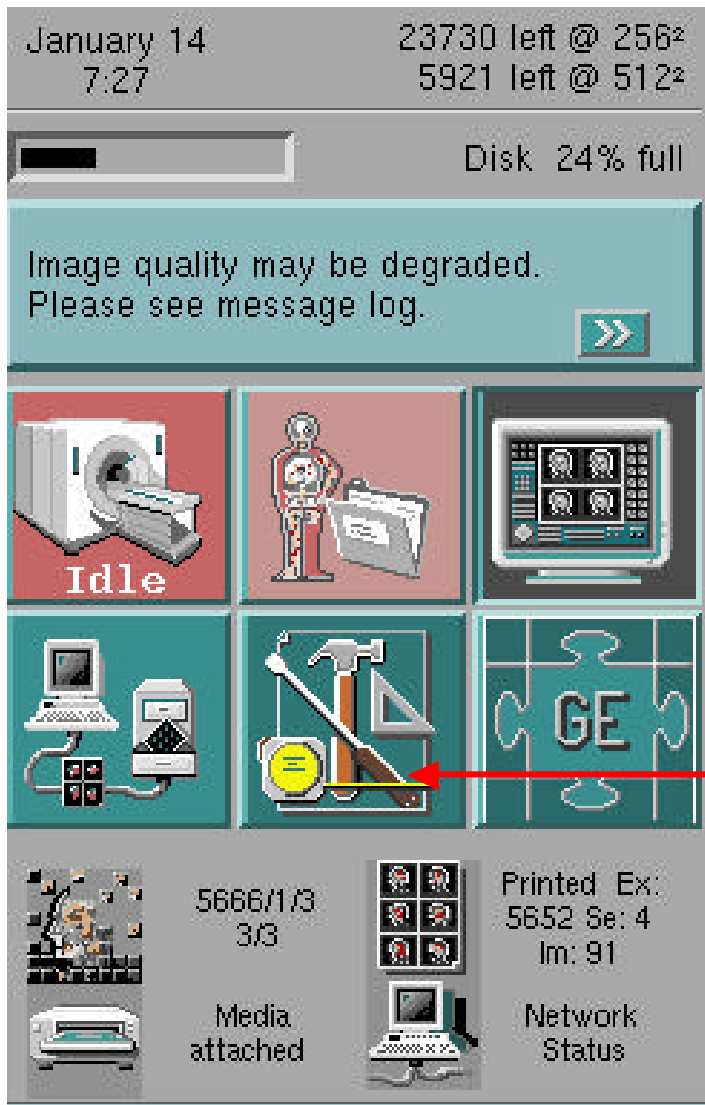 January 14
23730 left @ 256²
7:27
5921 left @ 512²
Disk 24% full
Image quality may be degraded.
Please see message log.
>>
Idle
GE
5666/1/3
3/3
Printed Ex:
5652 Se: 4
Im: 91
Media
attached
Network
Status